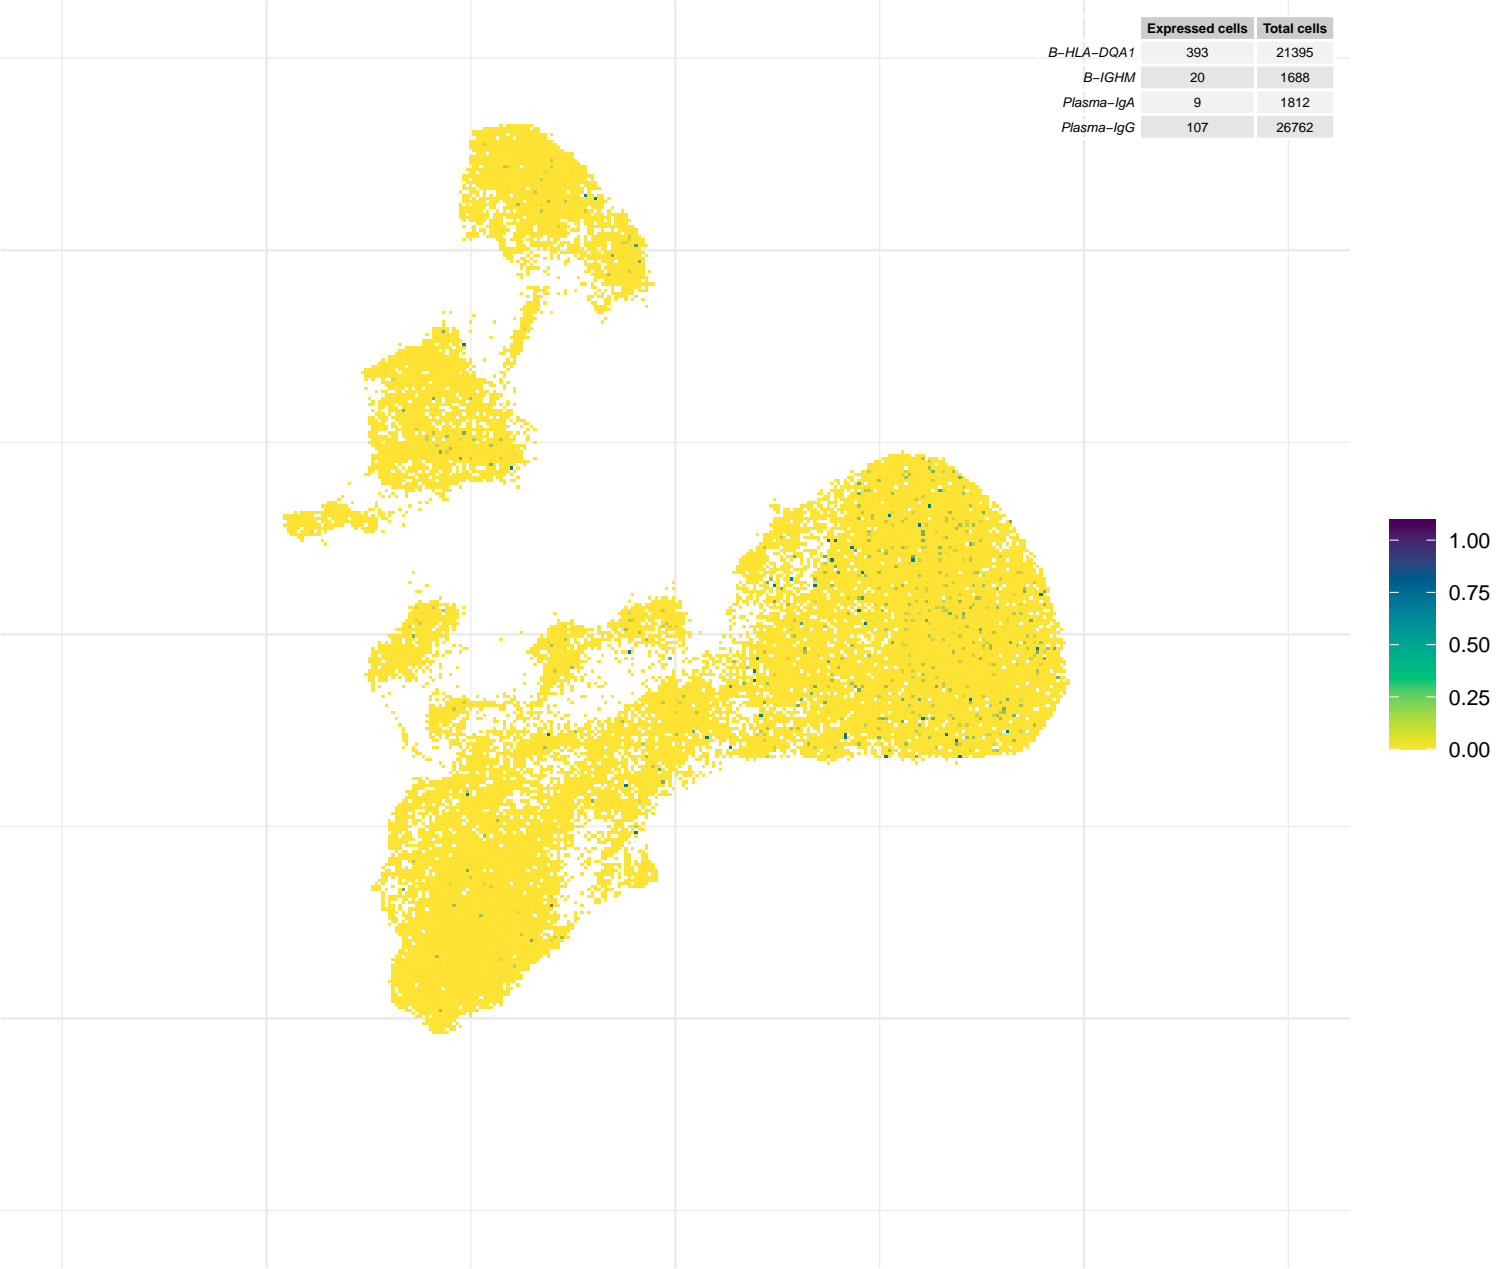 Expressed cells Total cells
B−HLA−DQA1 393 21395
B−IGHM 20 1688
Plasma−IgA 9 1812
Plasma−IgG 107 26762
1.00
0.75
0.50
0.25
0.00